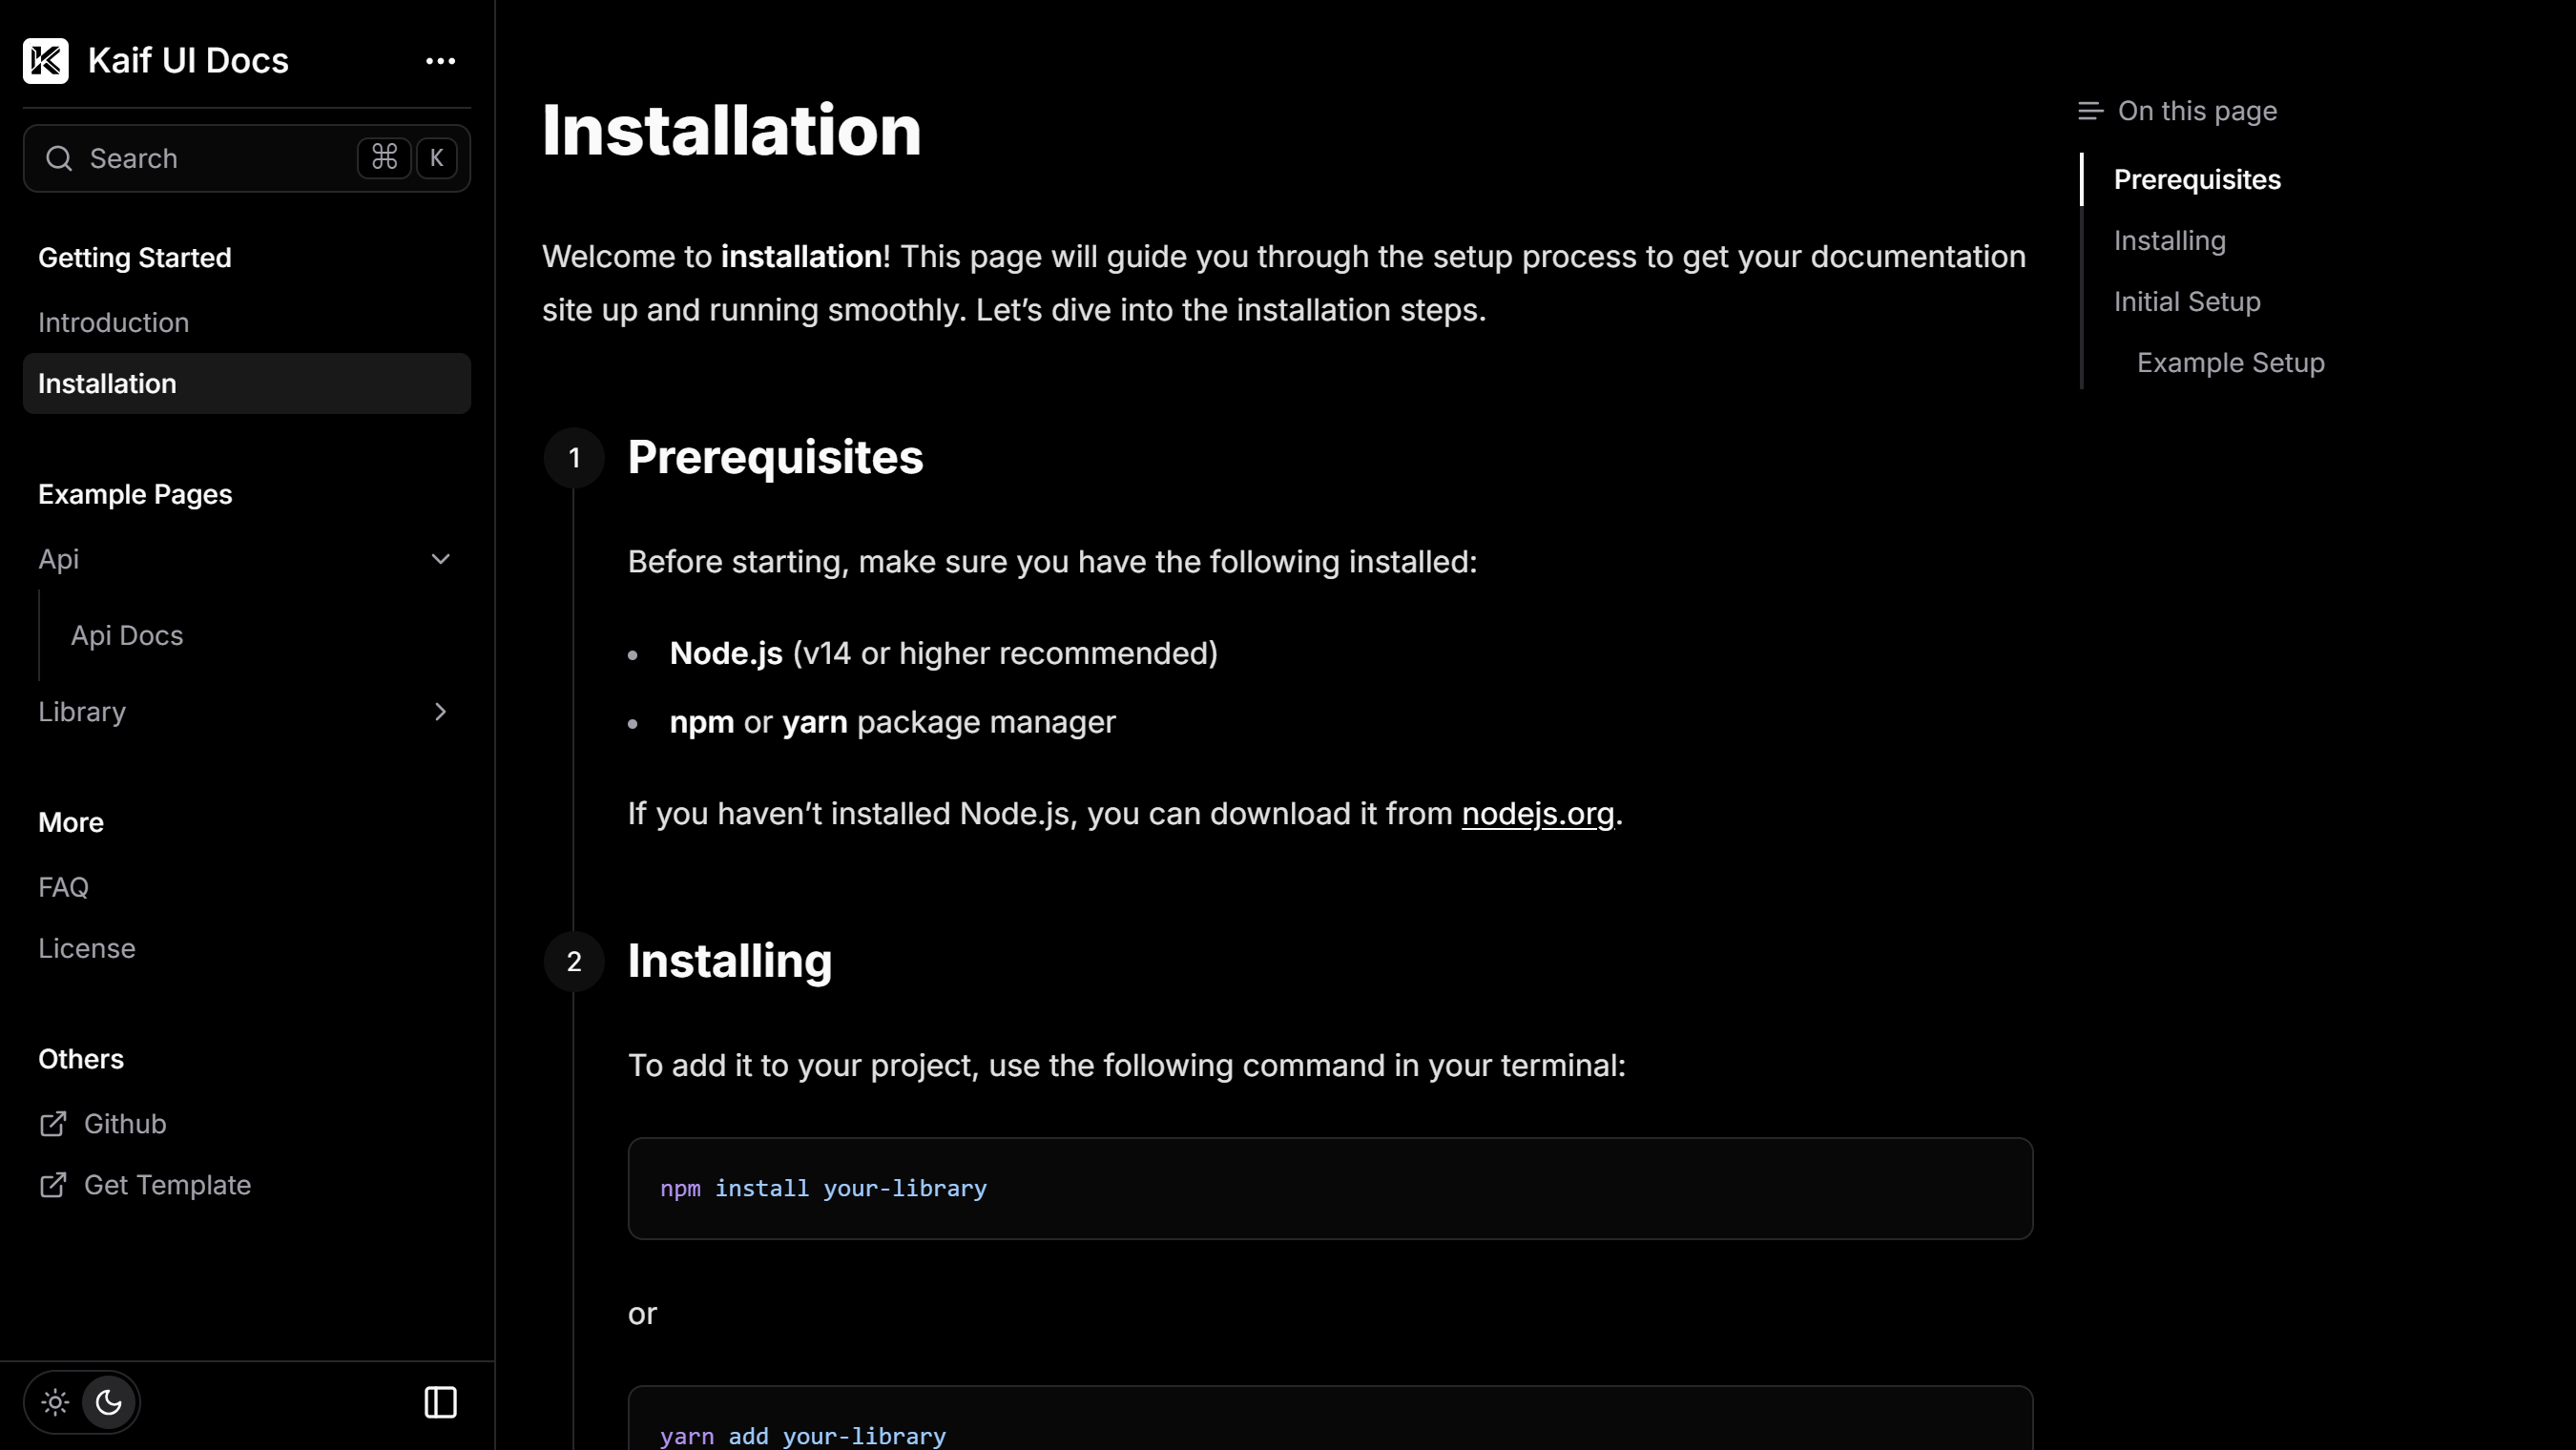 Kaif UI Docs
Search
⌘ K
Getting Started
Introduction
Installation
Example Pages
Api
Api Docs
Library
More
FAQ
License
Others
Github
Get Template
Installation
Welcome to installation! This page will guide you through the setup process to get your documentation
site up and running smoothly. Let’s dive into the installation steps.
1 Prerequisites
Before starting, make sure you have the following installed:
• Node.js (v14 or higher recommended)
• npm or yarn package manager
If you haven’t installed Node.js, you can download it from nodejs.org.
2 Installing
To add it to your project, use the following command in your terminal:
npm install your-library
or
yarn add your-library
On this page
Prerequisites
Installing
Initial Setup
Example Setup